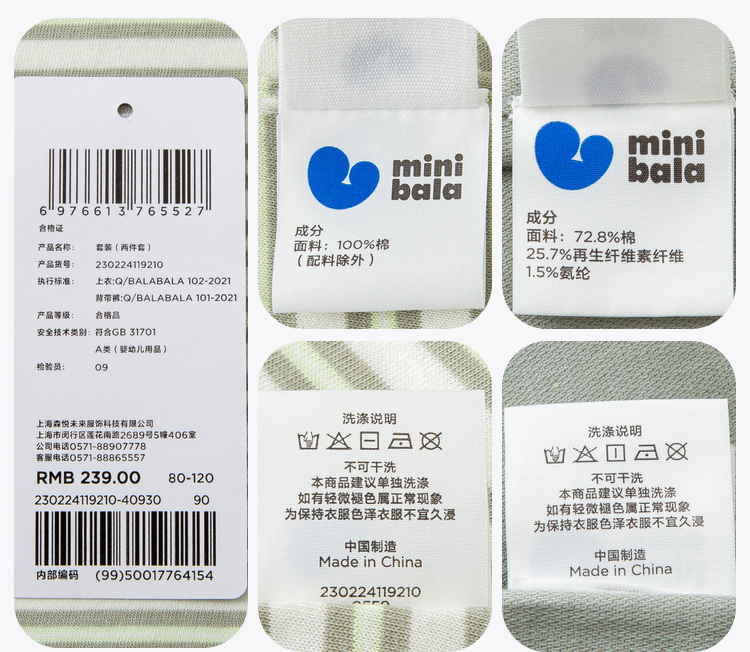 6 976613 765527
合格证
产品名称: 套装（两件套）
产品货号: 230224119210
执行标准: 上衣:Q/BALABALA 102-2021
背带裤:Q/BALABALA 101-2021
产品等级: 合格品
安全技术类别: 符合GB 31701
A类（婴幼儿用品）
检验员: 09
上海森悦未来服饰科技有限公司
上海市闵行区莲花南路2689号5幢406室
公司电话0571-88907778
客服电话0571-88865557
RMB 239.00 80-120
230224119210-40930 90
内部编码 (99)50017764154
mini
bala
成分
面料: 100%棉
（配料除外）
mini
bala
成分
面料: 72.8%棉
25.7%再生纤维素纤维
1.5%氨纶
洗涤说明
不可干洗
本商品建议单独洗涤
如有轻微褪色属正常现象
为保持衣服色泽衣服不宜久浸
中国制造
Made in China
230224119210
洗涤说明
不可干洗
本商品建议单独洗涤
如有轻微褪色属正常现象
为保持衣服色泽衣服不宜久浸
中国制造
Made in China